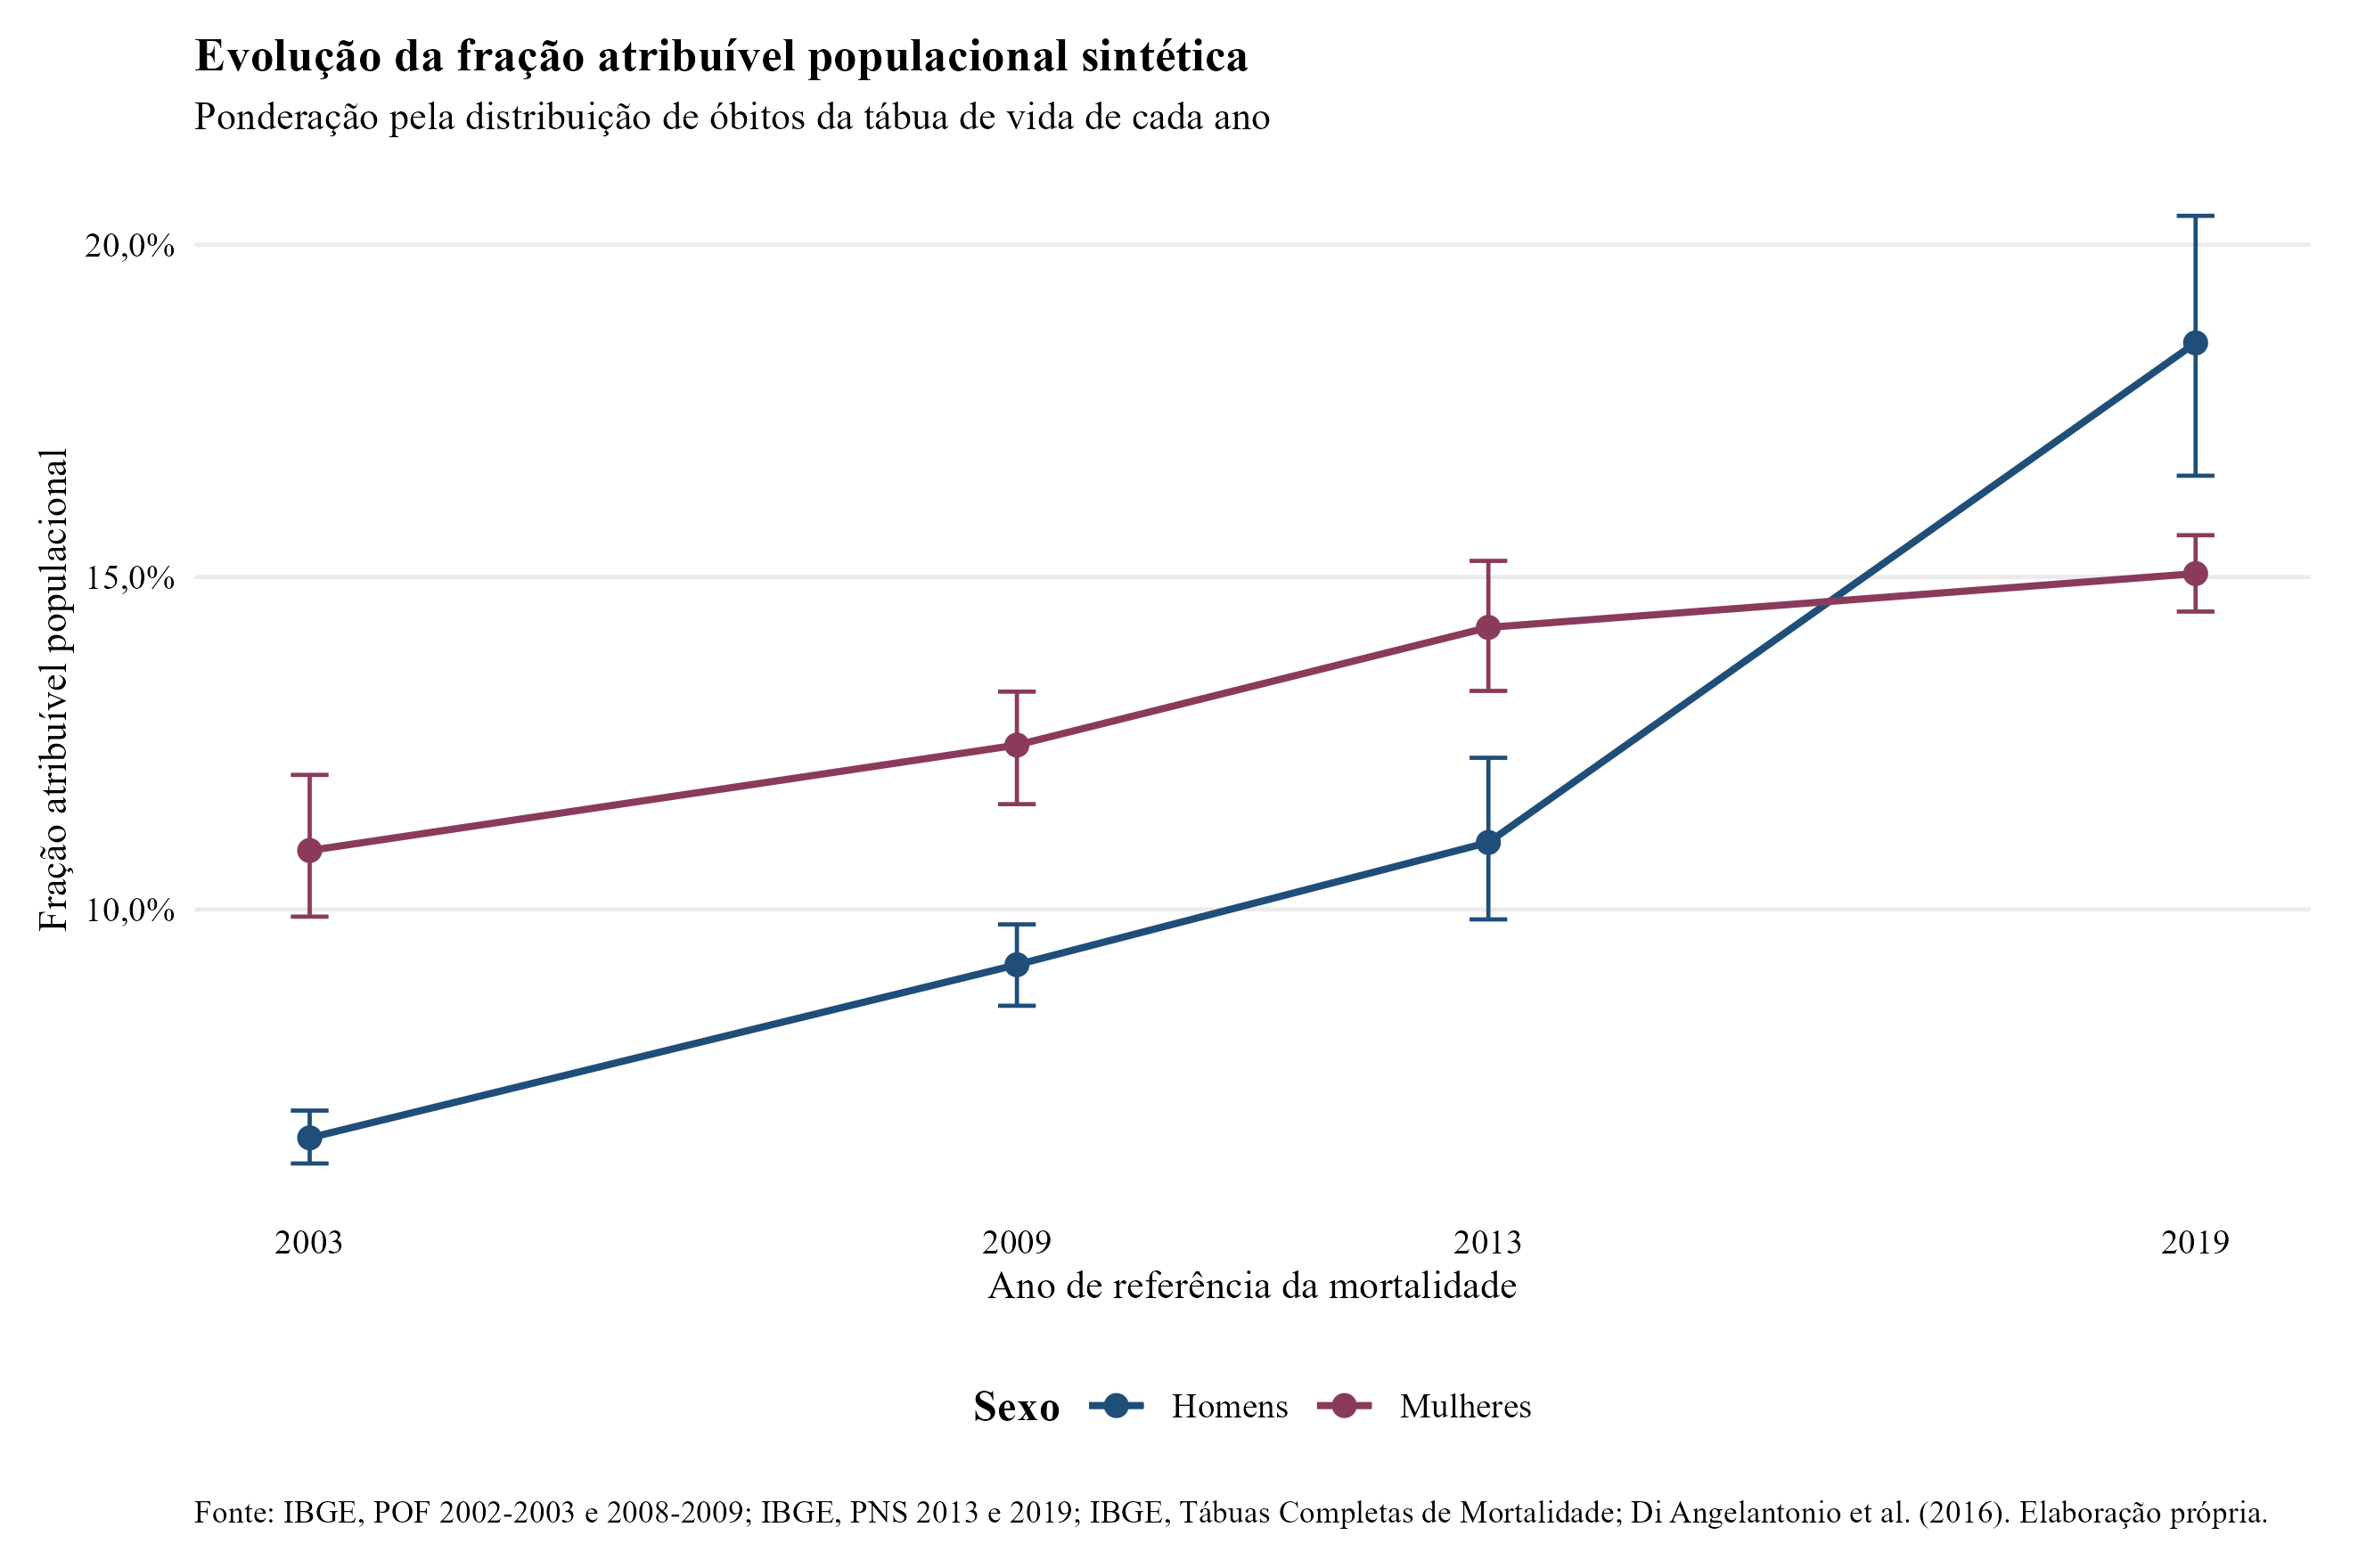 Evolução da fração atribuível populacional sintética
Ponderação pela distribuição de óbitos da tábua de vida de cada ano
Fração atribuível populacional
20,0%
15,0%
10,0%
2003
2009
2013
2019
Ano de referência da mortalidade
Sexo
Homens
Mulheres
Fonte: IBGE, POF 2002-2003 e 2008-2009; IBGE, PNS 2013 e 2019; IBGE, Tábuas Completas de Mortalidade; Di Angelantonio et al. (2016). Elaboração própria.